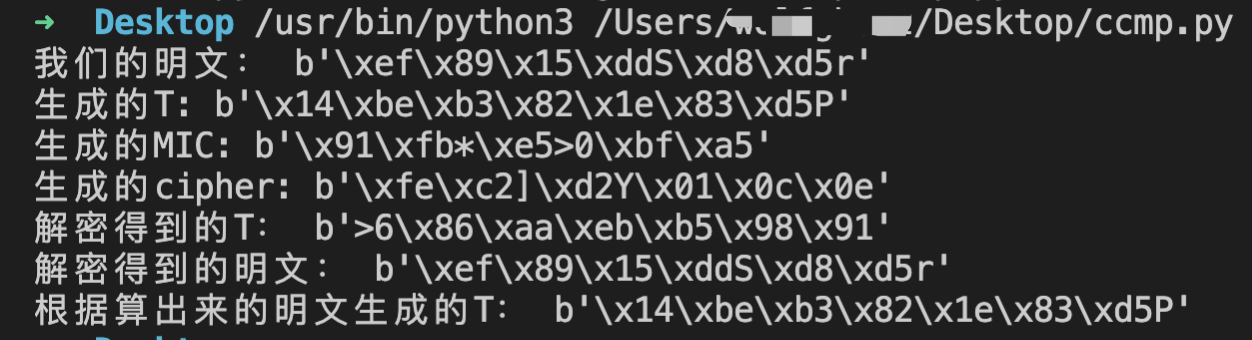 ➜ Desktop /usr/bin/python3 /Users/ /Desktop/ccmp.py
我们的明文： b'\xef\x89\x15\xddS\xd8\xd5r'
生成的T: b'\x14\xbe\xb3\x82\x1e\x83\xd5P'
生成的MIC: b'\x91\xfb*\xe5>0\xbf\xa5'
生成的cipher: b'\xfe\xc2]\xd2Y\x01\x0c\x0e'
解密得到的T： b'>6\x86\xaa\xeb\xb5\x98\x91'
解密得到的明文： b'\xef\x89\x15\xddS\xd8\xd5r'
根据算出来的明文生成的T： b'\x14\xbe\xb3\x82\x1e\x83\xd5P'